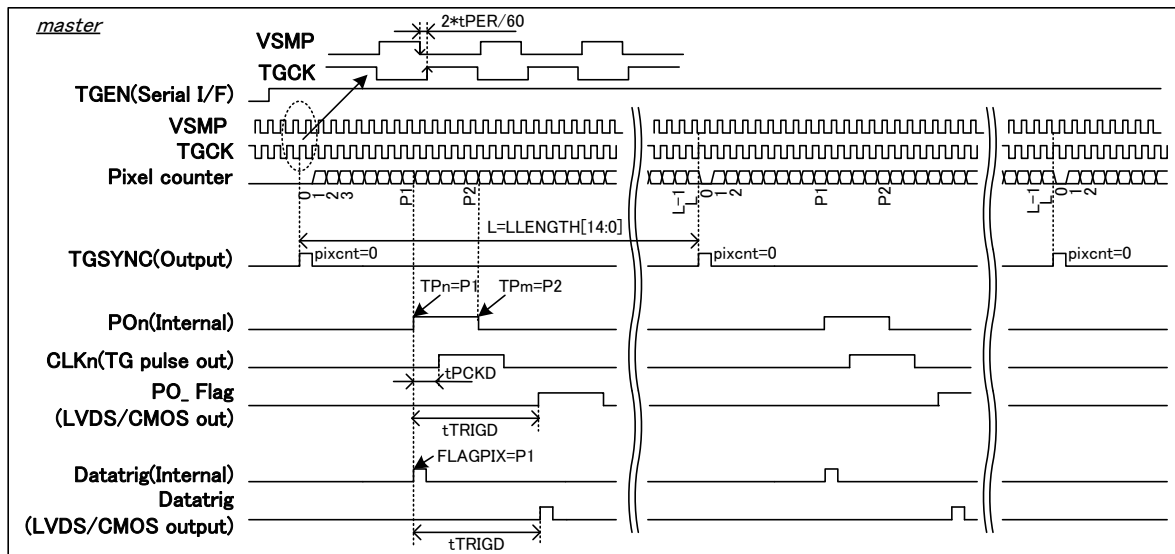 master
2*tPER/60
VSMP
TGCK
TGEN(Serial I/F)
VSMP
TGCK
Pixel counter
0 1 2 3 P1 P2 L-1 L 0 1 2 P1 P2 L-1 L 0 1 2
L=LLENGTH[14:0]
TGSYNC(Output) pixcnt=0 pixcnt=0 pixcnt=0
TPn=P1 TPm=P2
POn(Internal)
CLKn(TG pulse out)
tPCKD
PO_ Flag
(LVDS/CMOS out)
tTRIGD
FLAGPIX=P1
Datatrig(Internal)
Datatrig
(LVDS/CMOS output)
tTRIGD